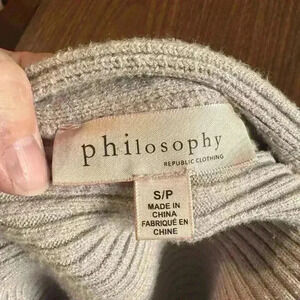 philosophy
REPUBLIC CLOTHING
S/P
MADE IN
CHINA
FABRIQUÉ EN
CHINE